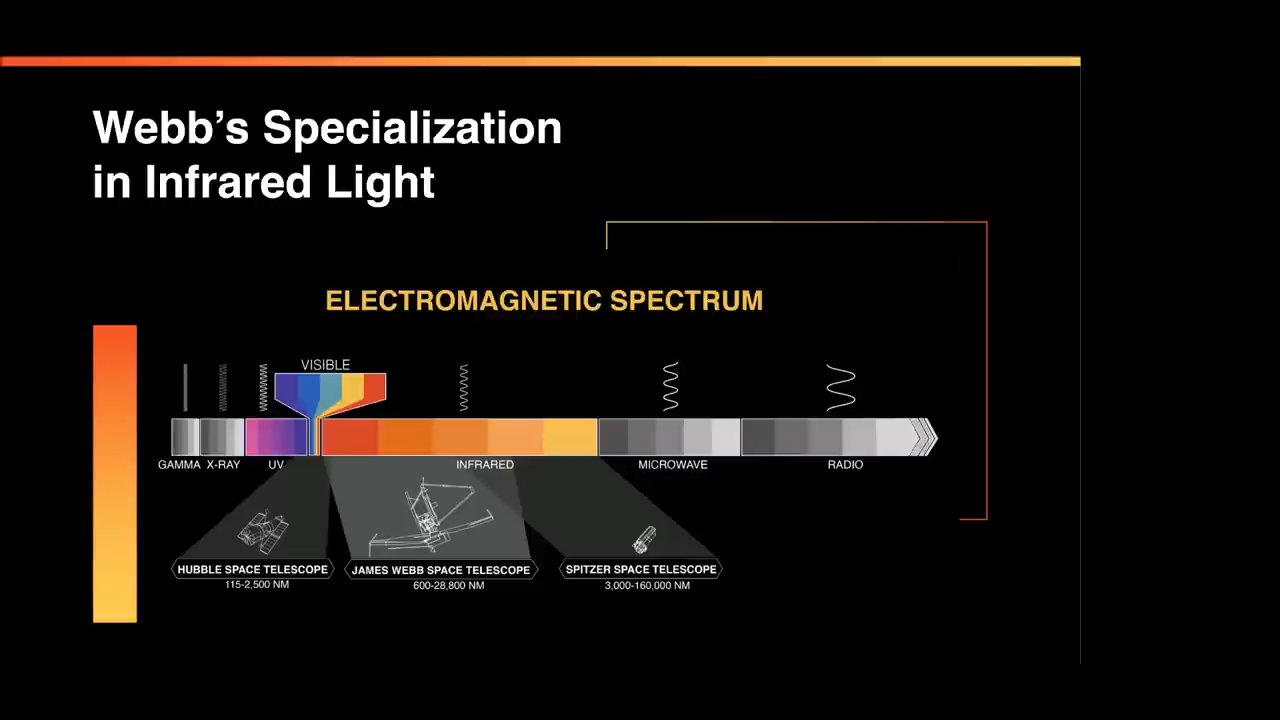 Webb’s Specialization
in Infrared Light
ELECTROMAGNETIC SPECTRUM
VISIBLE
GAMMA X-RAY UV INFRARED MICROWAVE RADIO
HUBBLE SPACE TELESCOPE
115-2,500 NM
JAMES WEBB SPACE TELESCOPE
600-28,800 NM
SPITZER SPACE TELESCOPE
3,000-160,000 NM